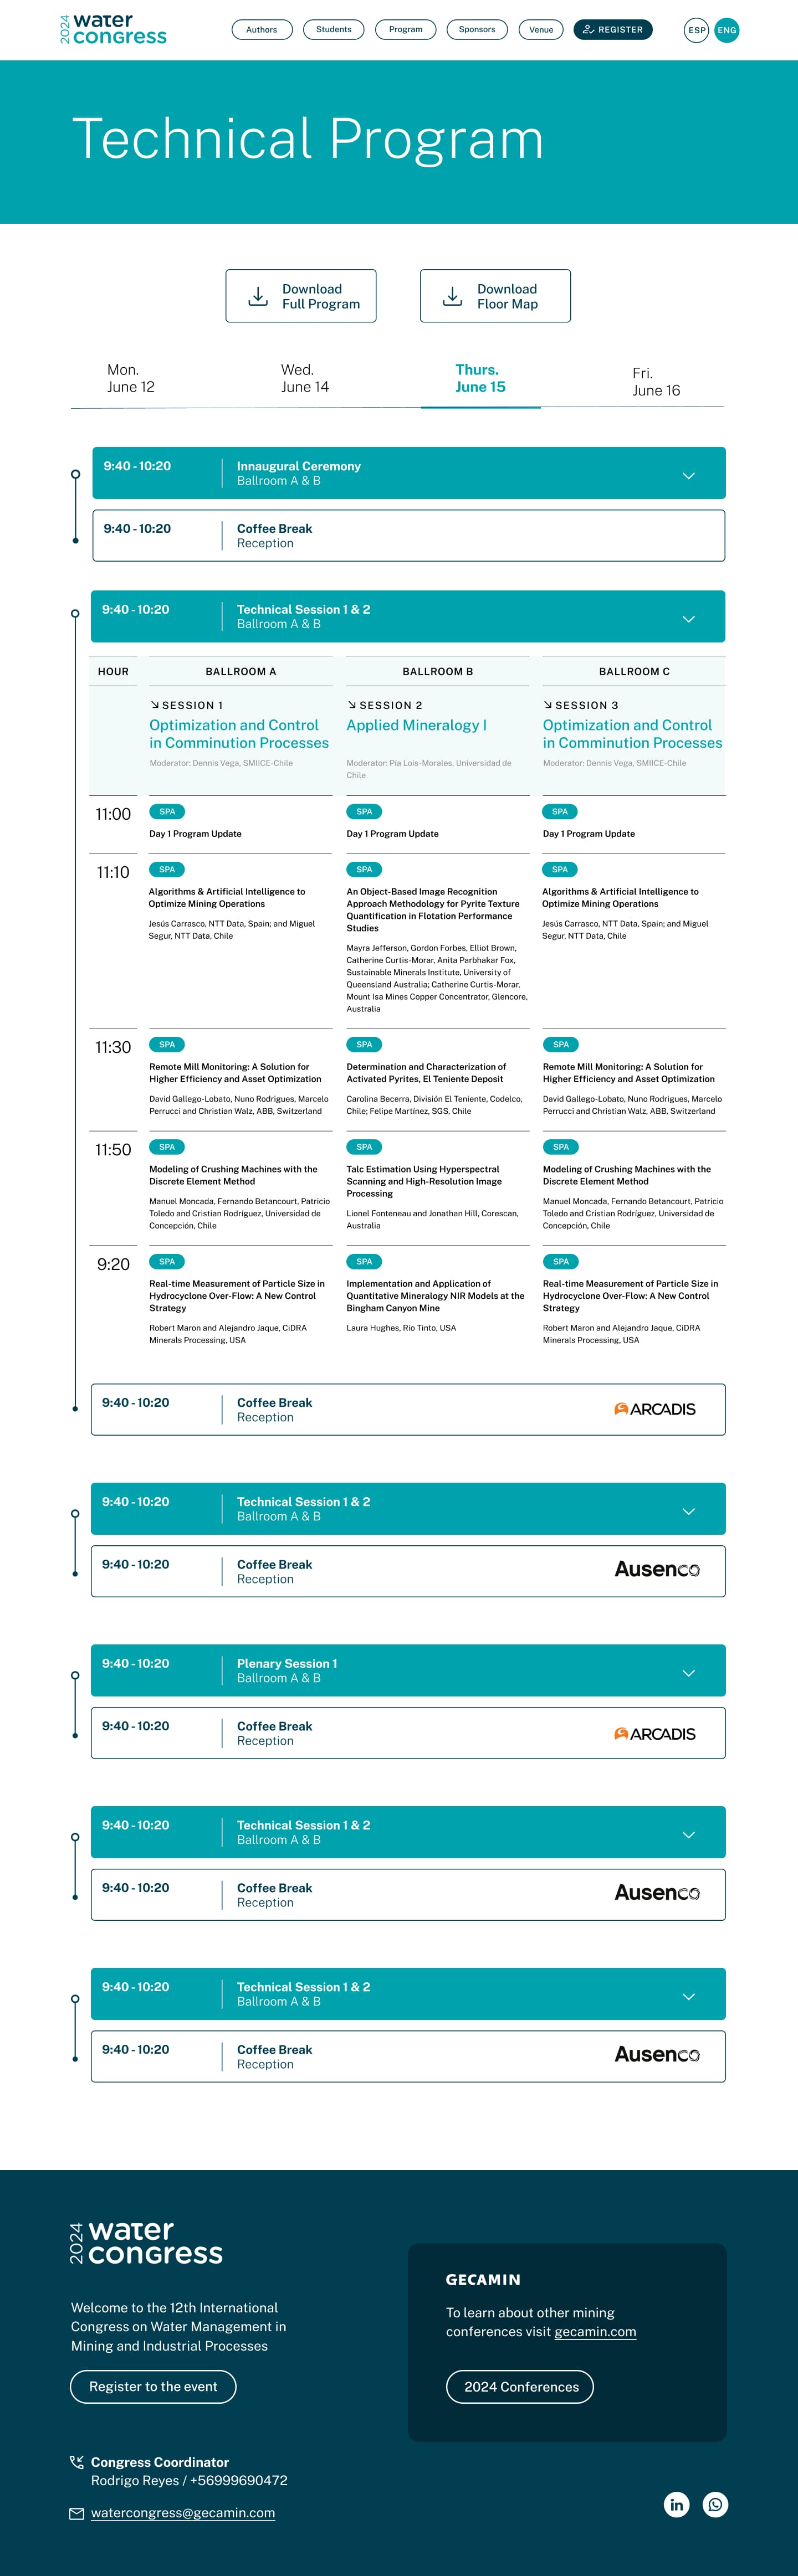 2024
water
congress
Authors
Students
Program
Sponsors
Venue
REGISTER
ESP
ENG
Technical Program
Download
Full Program
Download
Floor Map
Mon.
June 12
Wed.
June 14
Thurs.
June 15
Fri.
June 16
9:40 - 10:20
Innaugural Ceremony
Ballroom A & B
9:40 - 10:20
Coffee Break
Reception
9:40 - 10:20
Technical Session 1 & 2
Ballroom A & B
HOUR
BALLROOM A
BALLROOM B
BALLROOM C
SESSION 1
Optimization and Control
in Comminution Processes
Moderator: Dennis Vega, SMIICE-Chile
SESSION 2
Applied Mineralogy I
Moderator: Pía Lois-Morales, Universidad de
Chile
SESSION 3
Optimization and Control
in Comminution Processes
Moderator: Dennis Vega, SMIICE-Chile
11:00
SPA
Day 1 Program Update
SPA
Day 1 Program Update
SPA
Day 1 Program Update
11:10
SPA
Algorithms & Artificial Intelligence to
Optimize Mining Operations
Jesús Carrasco, NTT Data, Spain; and Miguel
Segur, NTT Data, Chile
SPA
An Object-Based Image Recognition
Approach Methodology for Pyrite Texture
Quantification in Flotation Performance
Studies
Mayra Jefferson, Gordon Forbes, Elliot Brown,
Catherine Curtis-Morar, Anita Parbhakar Fox,
Sustainable Minerals Institute, University of
Queensland Australia; Catherine Curtis-Morar,
Mount Isa Mines Copper Concentrator, Glencore,
Australia
SPA
Algorithms & Artificial Intelligence to
Optimize Mining Operations
Jesús Carrasco, NTT Data, Spain; and Miguel
Segur, NTT Data, Chile
11:30
SPA
Remote Mill Monitoring: A Solution for
Higher Efficiency and Asset Optimization
David Gallego-Lobato, Nuno Rodrigues, Marcelo
Perrucci and Christian Walz, ABB, Switzerland
SPA
Determination and Characterization of
Activated Pyrites, El Teniente Deposit
Carolina Becerra, División El Teniente, Codelco,
Chile; Felipe Martínez, SGS, Chile
SPA
Remote Mill Monitoring: A Solution for
Higher Efficiency and Asset Optimization
David Gallego-Lobato, Nuno Rodrigues, Marcelo
Perrucci and Christian Walz, ABB, Switzerland
11:50
SPA
Modeling of Crushing Machines with the
Discrete Element Method
Manuel Moncada, Fernando Betancourt, Patricio
Toledo and Cristian Rodríguez, Universidad de
Concepción, Chile
SPA
Talc Estimation Using Hyperspectral
Scanning and High-Resolution Image
Processing
Lionel Fonteneau and Jonathan Hill, Corescan,
Australia
SPA
Modeling of Crushing Machines with the
Discrete Element Method
Manuel Moncada, Fernando Betancourt, Patricio
Toledo and Cristian Rodríguez, Universidad de
Concepción, Chile
9:20
SPA
Real-time Measurement of Particle Size in
Hydrocyclone Over-Flow: A New Control
Strategy
Robert Maron and Alejandro Jaque, CiDRA
Minerals Processing, USA
SPA
Implementation and Application of
Quantitative Mineralogy NIR Models at the
Bingham Canyon Mine
Laura Hughes, Rio Tinto, USA
SPA
Real-time Measurement of Particle Size in
Hydrocyclone Over-Flow: A New Control
Strategy
Robert Maron and Alejandro Jaque, CiDRA
Minerals Processing, USA
9:40 - 10:20
Coffee Break
Reception
ARCADIS
9:40 - 10:20
Technical Session 1 & 2
Ballroom A & B
9:40 - 10:20
Coffee Break
Reception
Ausenco
9:40 - 10:20
Plenary Session 1
Ballroom A & B
9:40 - 10:20
Coffee Break
Reception
ARCADIS
9:40 - 10:20
Technical Session 1 & 2
Ballroom A & B
9:40 - 10:20
Coffee Break
Reception
Ausenco
9:40 - 10:20
Technical Session 1 & 2
Ballroom A & B
9:40 - 10:20
Coffee Break
Reception
Ausenco
2024
water
congress
Welcome to the 12th International
Congress on Water Management in
Mining and Industrial Processes
Register to the event
GECAMIN
To learn about other mining
conferences visit gecamin.com
2024 Conferences
Congress Coordinator
Rodrigo Reyes / +56999690472
watercongress@gecamin.com
in